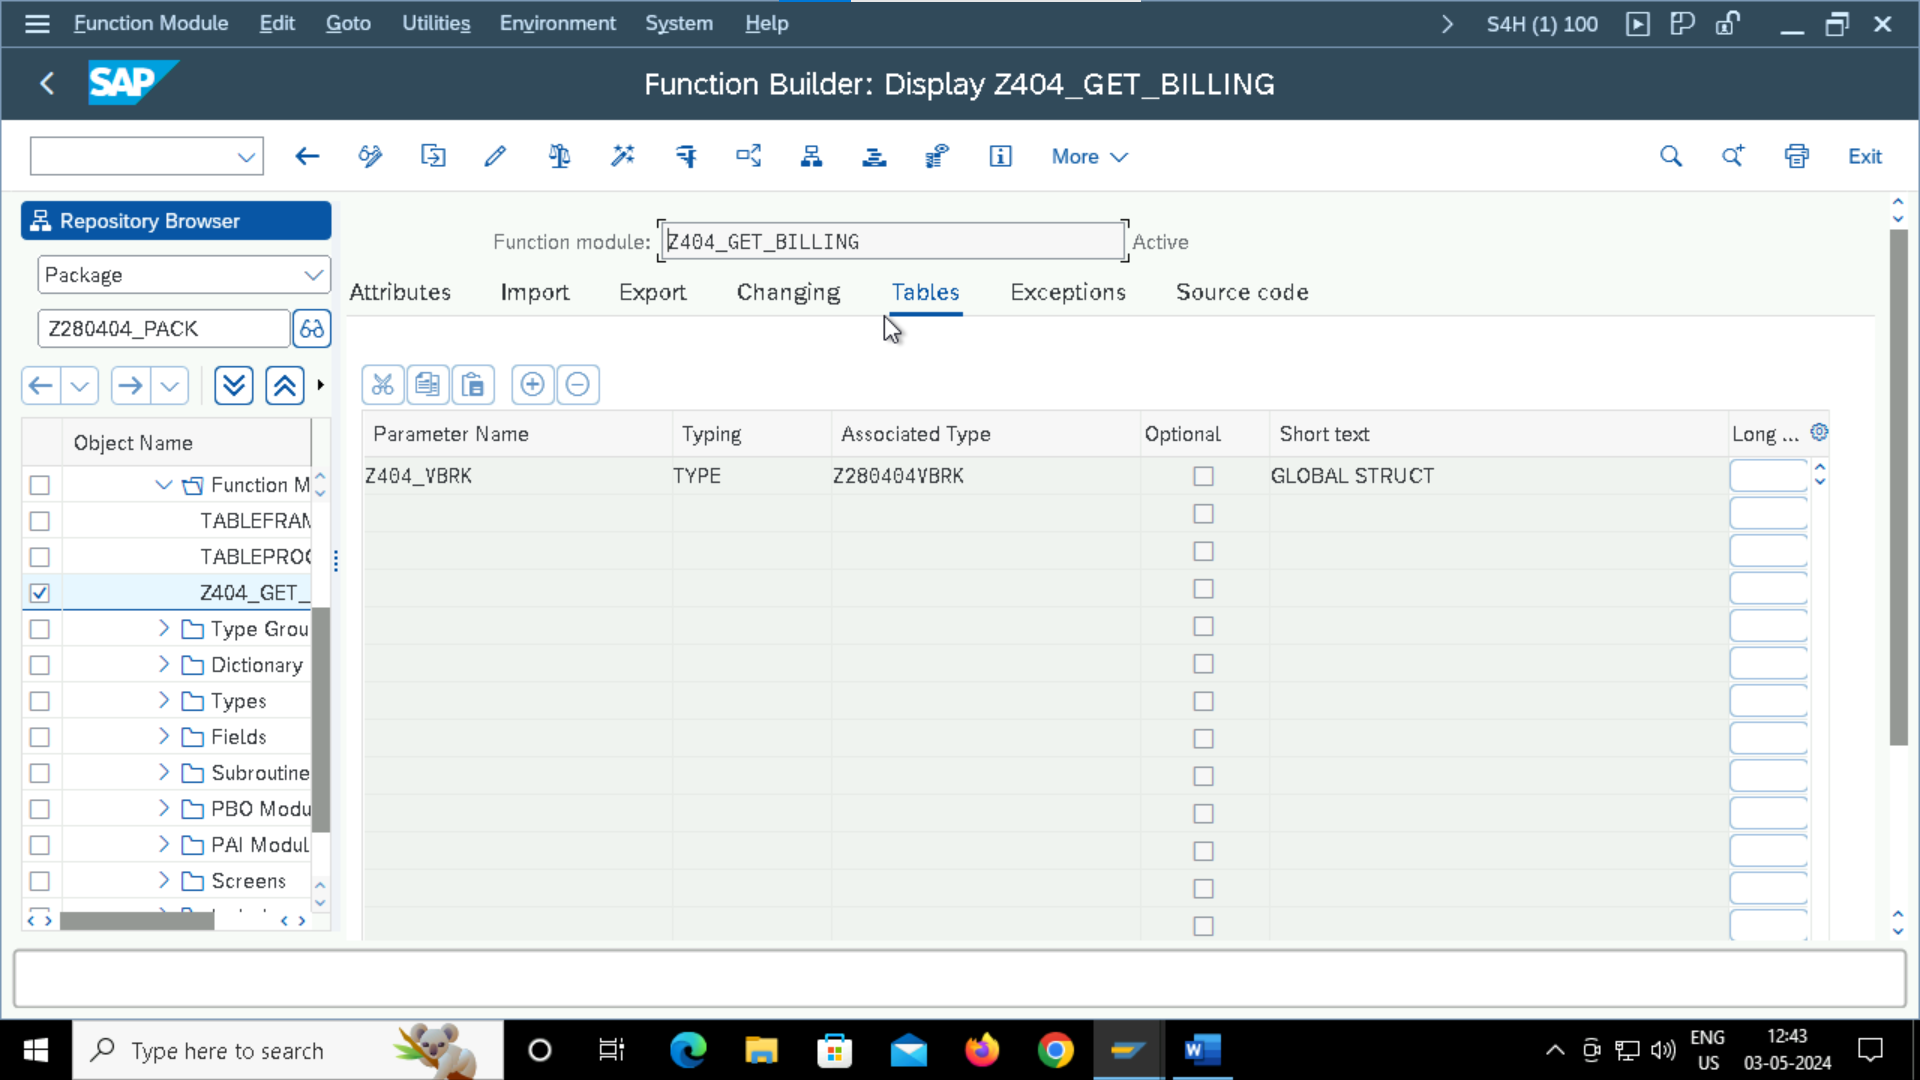 Function Module Edit Goto Utilities Environment System Help S4H (1) 100
SAP Function Builder: Display Z404_GET_BILLING
More Exit
Repository Browser
Function module: Z404_GET_BILLING Active
Package
Attributes Import Export Changing Tables Exceptions Source code
Z280404_PACK
Object Name
Parameter Name Typing Associated Type Optional Short text Long ...
Z404_VBRK TYPE Z280404VBRK GLOBAL STRUCT
Function M
TABLEFRAM
TABLEPROC
Z404_GET_
Type Grou
Dictionary
Types
Fields
Subroutine
PBO Modu
PAI Modul
Screens
Type here to search
ENG
US
12:43
03-05-2024